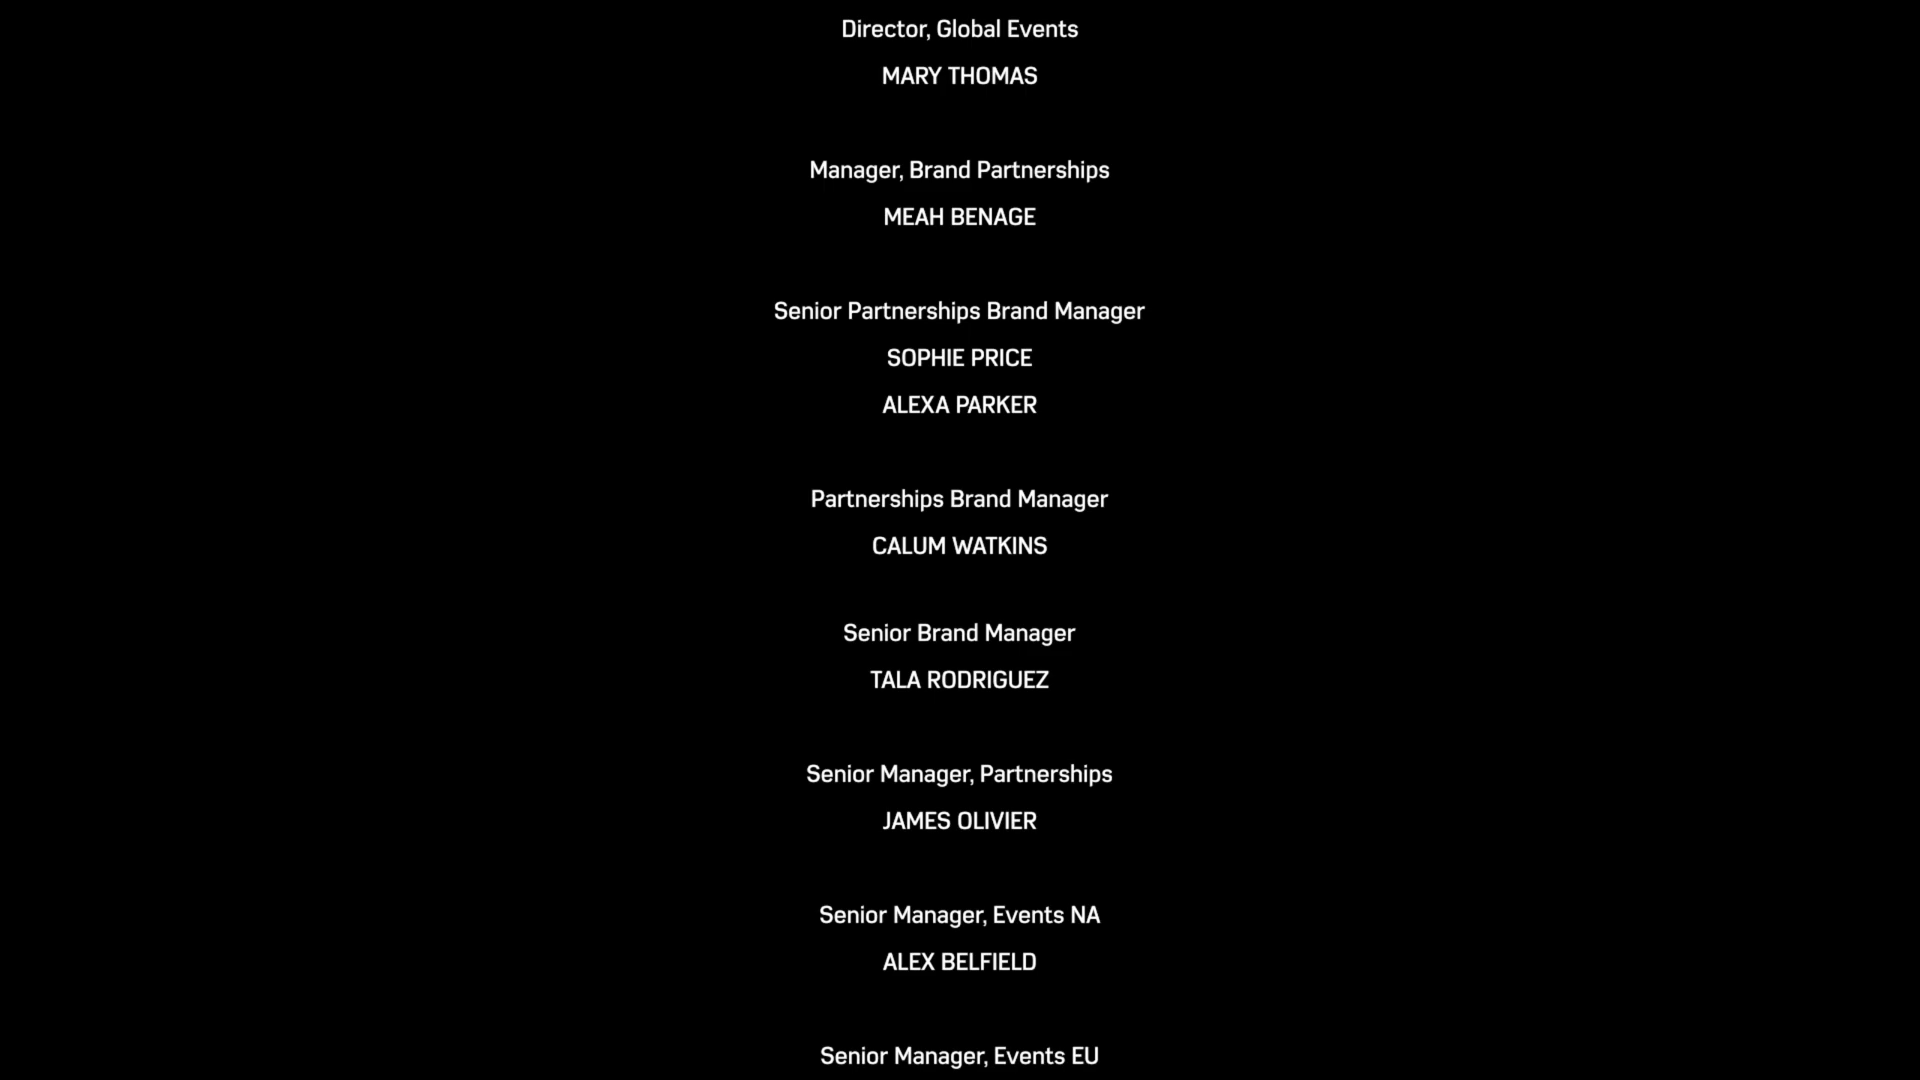 Director, Global Events
MARY THOMAS
Manager, Brand Partnerships
MEAH BENAGE
Senior Partnerships Brand Manager
SOPHIE PRICE
ALEXA PARKER
Partnerships Brand Manager
CALUM WATKINS
Senior Brand Manager
TALA RODRIGUEZ
Senior Manager, Partnerships
JAMES OLIVIER
Senior Manager, Events NA
ALEX BELFIELD
Senior Manager, Events EU